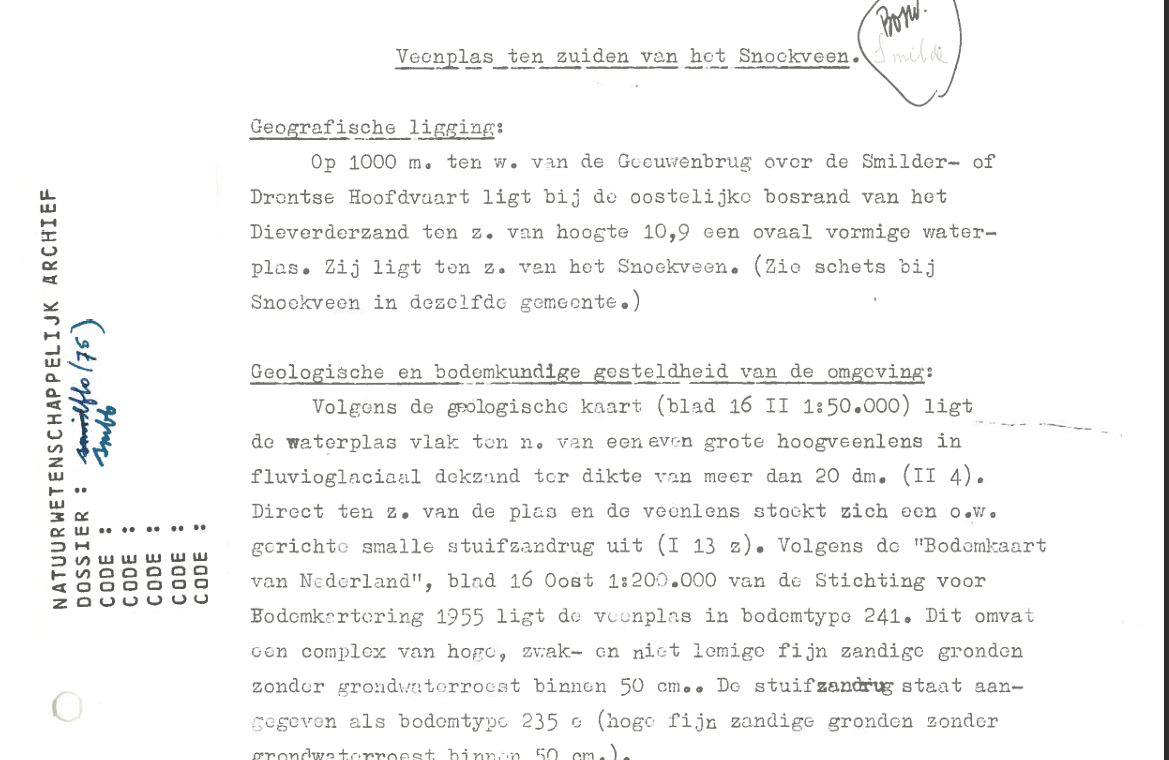 Bonv.
Smilde
Veenplas ten zuiden van het Snoekveen.
Geografische ligging:
Op 1000 m. ten w. van de Geeuwenbrug over de Smilder- of
Drentse Hoofdvaart ligt bij de oostelijke bosrand van het
Dieverderzand ten z. van hoogte 10,9 een ovaal vormige water-
plas. Zij ligt ten z. van het Snoekveen. (Zie schets bij
Snoekveen in dezelfde gemeente.)
Geologische en bodemkundige gesteldheid van de omgeving:
Volgens de geologische kaart (blad 16 II 1:50.000) ligt
de waterplas vlak ten n. van een even grote hoogveenlens in
fluvioglaciaal dekzand ter dikte van meer dan 20 dm. (II 4).
Direct ten z. van de plas en de veenlens stoekt zich een o.w.
gerichte smalle stuifzandrug uit (I 13 z). Volgens de "Bodemkaart
van Nederland", blad 16 Oost 1:200.000 van de Stichting voor
Bodemkartering 1955 ligt de veenplas in bodemtype 241. Dit omvat
een complex van hoge, zwak- en niet lemige fijn zandige gronden
zonder grondwaterroest binnen 50 cm.. De stuifzandrug staat aan-
gegeven als bodemtype 235 c (hoge fijn zandige gronden zonder
grondwaterroest binnen 50 cm.).
NATUURWETENSCHAPPELIJK ARCHIEF
DOSSIER :
CODE :
CODE :
CODE :
CODE :
CODE :